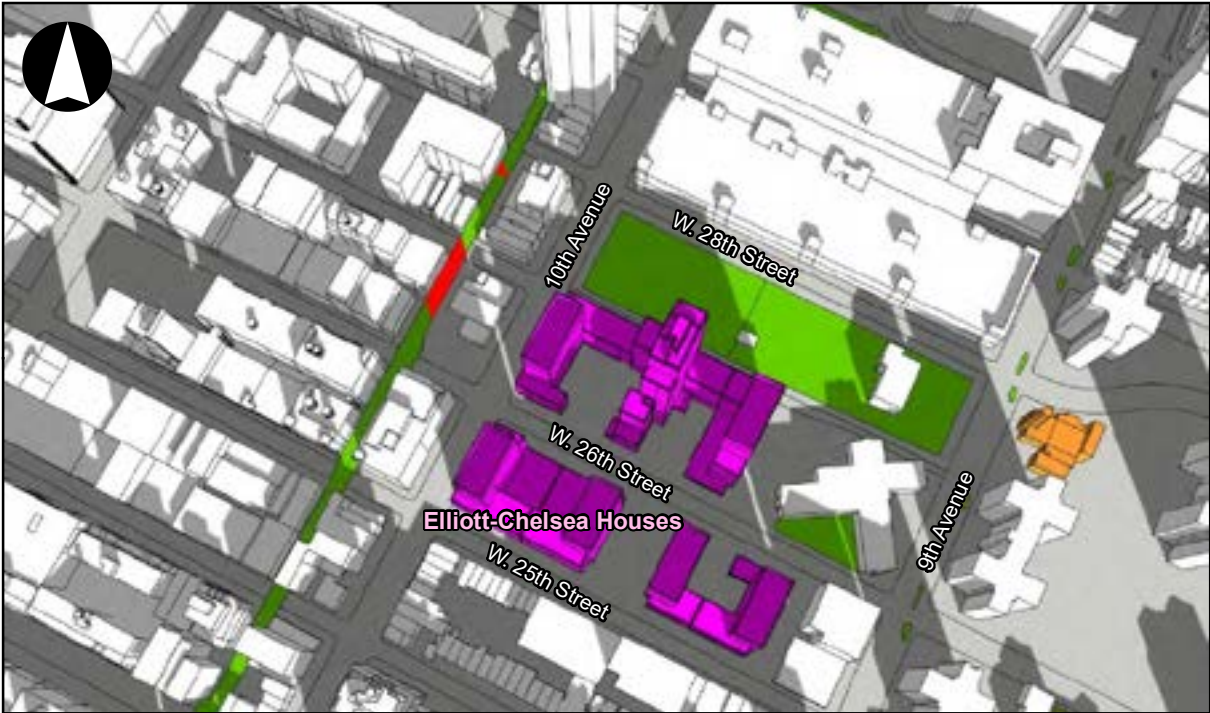 10th Avenue
W. 28th Street
W. 26th Street
Elliott-Chelsea Houses
W. 25th Street
9th Avenue